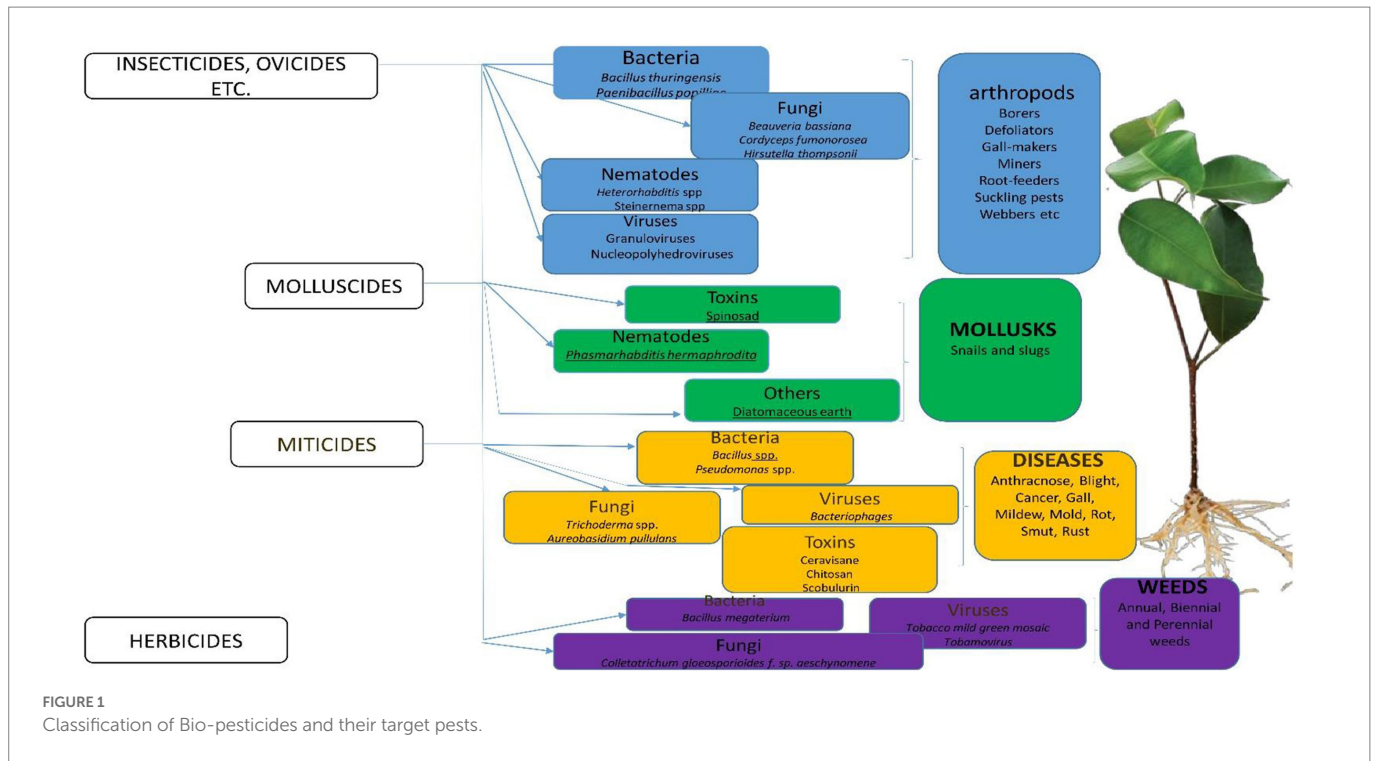 INSECTICIDES, OVICIDES
ETC.
Bacteria
Bacillus thuringensis
Paenibacillus popilliae
Fungi
Beauveria bassiana
Cordyceps fumonorosea
Hirsutella thompsonii
Nematodes
Heterorhabditis spp
Steinernema spp
Viruses
Granuloviruses
Nucleopolyhedroviruses
arthropods
Borers
Defoliators
Gall-makers
Miners
Root-feeders
Suckling pests
Webbers etc
MOLLUSCIDES
Toxins
Spinosad
Nematodes
Phasmarhabditis hermaphrodita
Others
Diatomaceous earth
MOLLUSKS
Snails and slugs
MITICIDES
Bacteria
Bacillus spp.
Pseudomonas spp.
Fungi
Trichoderma spp.
Aureobasidium pullulans
Viruses
Bacteriophages
Toxins
Ceravisane
Chitosan
Scobulurin
DISEASES
Anthracnose, Blight,
Cancer, Gall,
Mildew, Mold, Rot,
Smut, Rust
HERBICIDES
Bacteria
Bacillus megaterium
Viruses
Tobacco mild green mosaic
Tobamovirus
Fungi
Colletotrichum gloeosporioides f. sp. aeschynomene
WEEDS
Annual, Biennial
and Perennial
weeds
FIGURE 1
Classification of Bio-pesticides and their target pests.